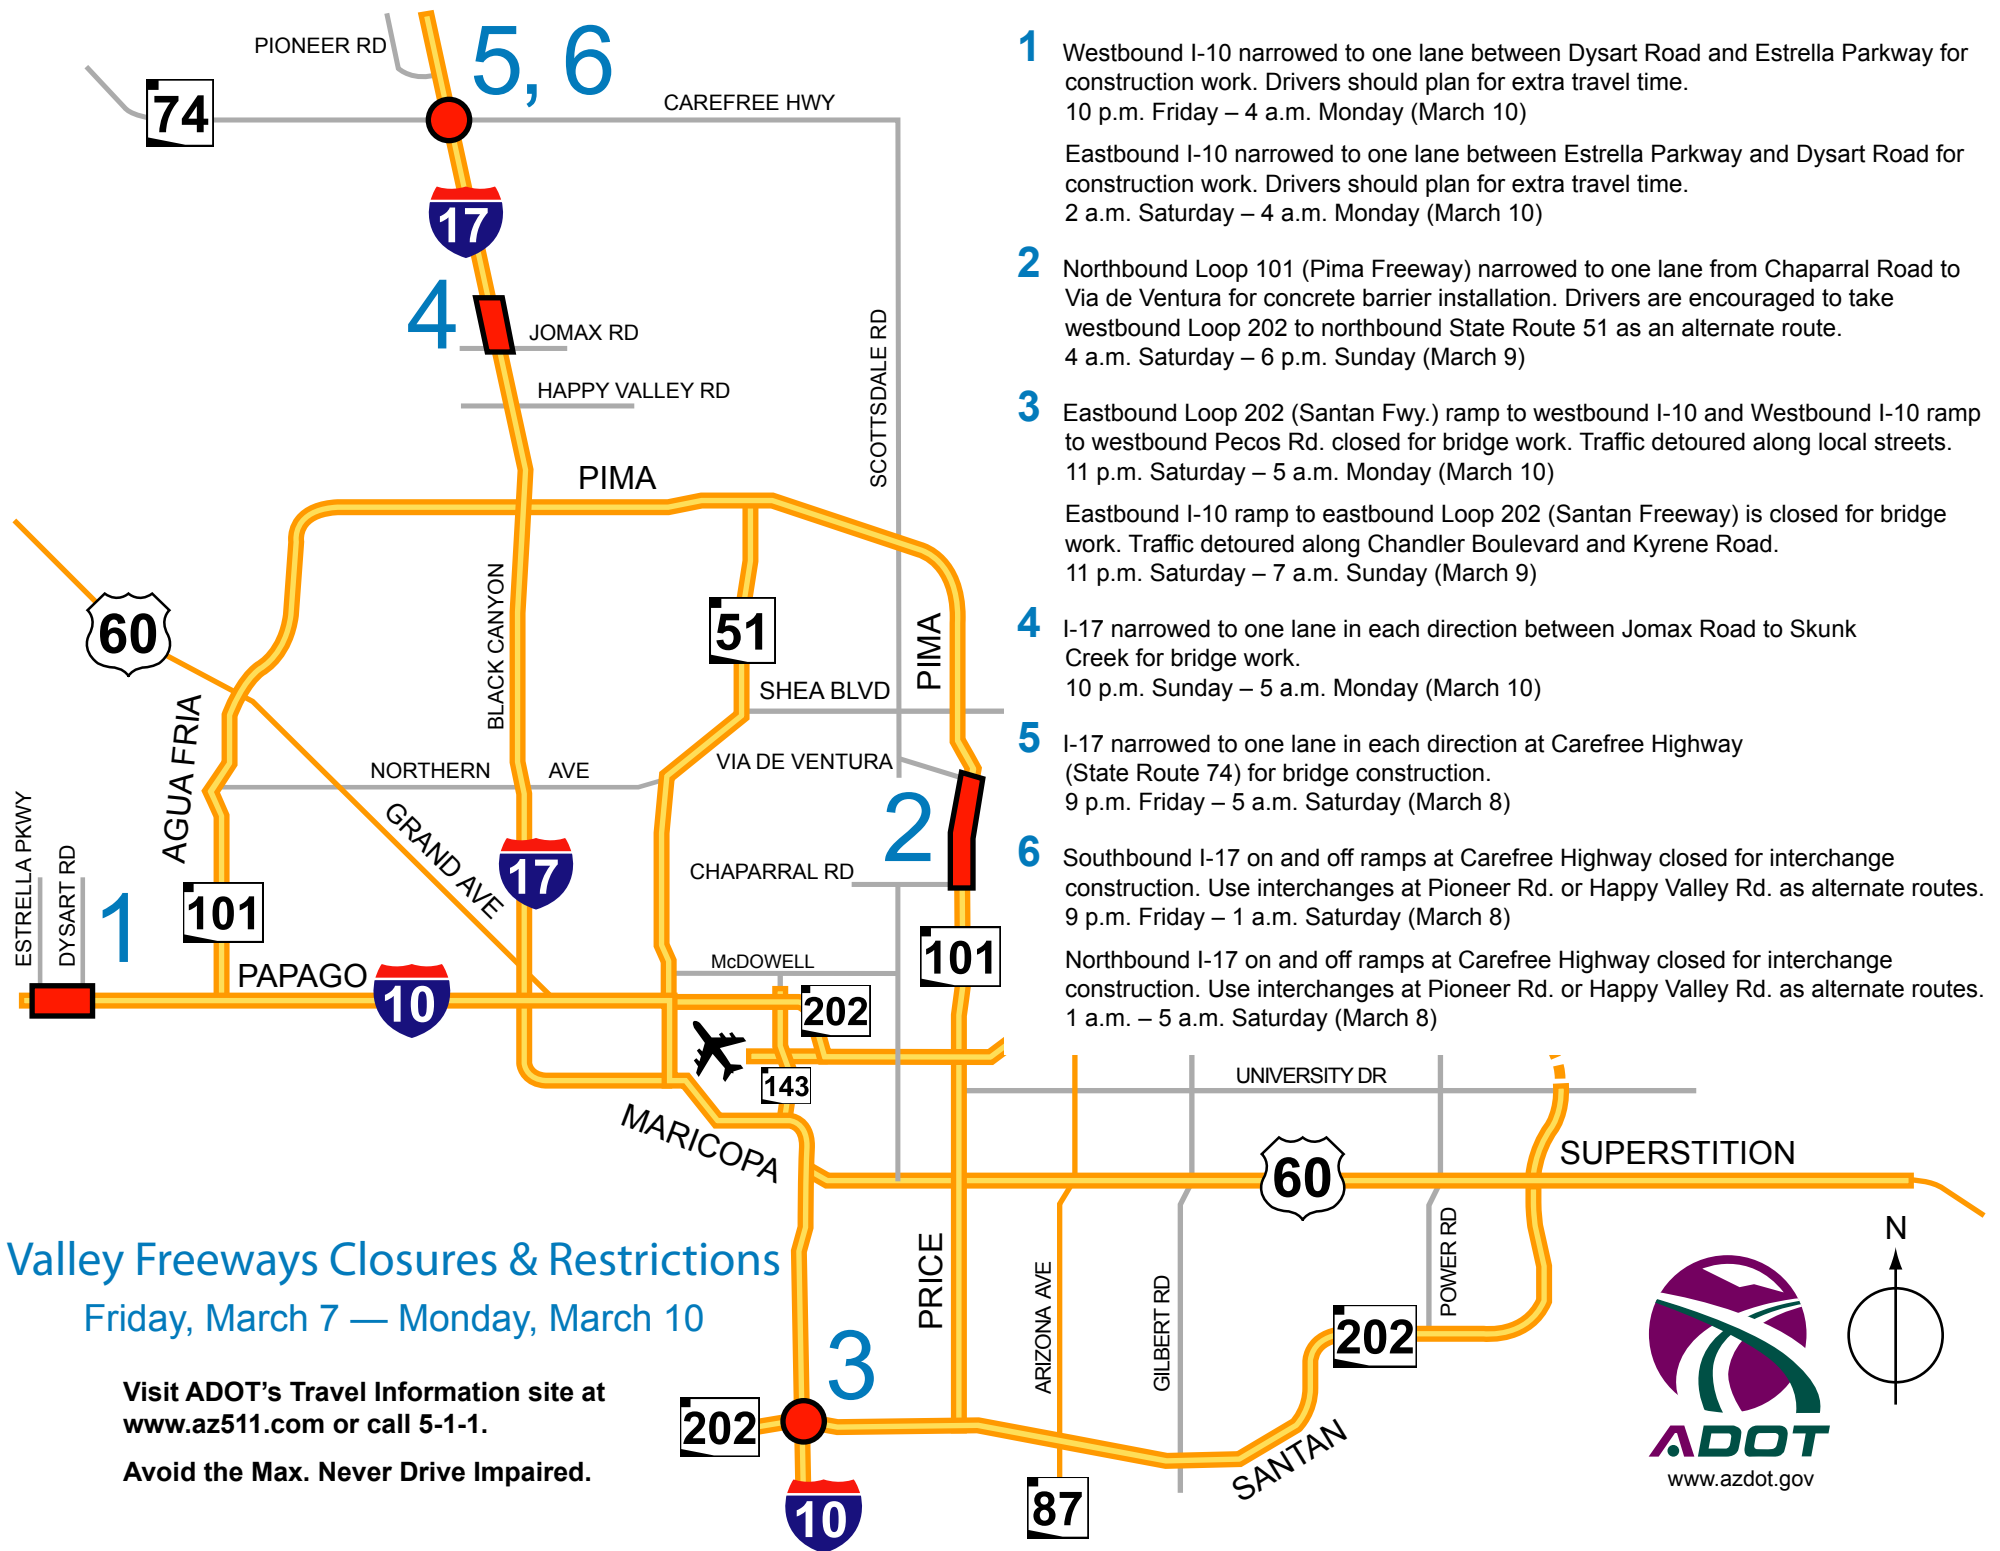 PIONEER RD
5, 6
74
CAREFREE HWY
17
4
JOMAX RD
HAPPY VALLEY RD
SCOTTSDALE RD
PIMA
BLACK CANYON
60
51
PIMA
SHEA BLVD
AGUA FRIA
VIA DE VENTURA
NORTHERN AVE
GRAND AVE
2
ESTRELLA PKWY
DYSART RD
1
17
CHAPARRAL RD
101
101
PAPAGO
10
McDOWELL
202
143
MARICOPA
UNIVERSITY DR
60
SUPERSTITION
PRICE
ARIZONA AVE
GILBERT RD
POWER RD
202
3
202
SANTAN
10
87
1 Westbound I-10 narrowed to one lane between Dysart Road and Estrella Parkway for
construction work. Drivers should plan for extra travel time.
10 p.m. Friday – 4 a.m. Monday (March 10)
Eastbound I-10 narrowed to one lane between Estrella Parkway and Dysart Road for
construction work. Drivers should plan for extra travel time.
2 a.m. Saturday – 4 a.m. Monday (March 10)
2 Northbound Loop 101 (Pima Freeway) narrowed to one lane from Chaparral Road to
Via de Ventura for concrete barrier installation. Drivers are encouraged to take
westbound Loop 202 to northbound State Route 51 as an alternate route.
4 a.m. Saturday – 6 p.m. Sunday (March 9)
3 Eastbound Loop 202 (Santan Fwy.) ramp to westbound I-10 and Westbound I-10 ramp
to westbound Pecos Rd. closed for bridge work. Traffic detoured along local streets.
11 p.m. Saturday – 5 a.m. Monday (March 10)
Eastbound I-10 ramp to eastbound Loop 202 (Santan Freeway) is closed for bridge
work. Traffic detoured along Chandler Boulevard and Kyrene Road.
11 p.m. Saturday – 7 a.m. Sunday (March 9)
4 I-17 narrowed to one lane in each direction between Jomax Road to Skunk
Creek for bridge work.
10 p.m. Sunday – 5 a.m. Monday (March 10)
5 I-17 narrowed to one lane in each direction at Carefree Highway
(State Route 74) for bridge construction.
9 p.m. Friday – 5 a.m. Saturday (March 8)
6 Southbound I-17 on and off ramps at Carefree Highway closed for interchange
construction. Use interchanges at Pioneer Rd. or Happy Valley Rd. as alternate routes.
9 p.m. Friday – 1 a.m. Saturday (March 8)
Northbound I-17 on and off ramps at Carefree Highway closed for interchange
construction. Use interchanges at Pioneer Rd. or Happy Valley Rd. as alternate routes.
1 a.m. – 5 a.m. Saturday (March 8)
Valley Freeways Closures & Restrictions
Friday, March 7 — Monday, March 10
Visit ADOT’s Travel Information site at
www.az511.com or call 5-1-1.
Avoid the Max. Never Drive Impaired.
N
ADOT
www.azdot.gov